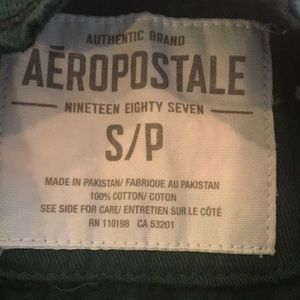 AUTHENTIC BRAND
AĒROPOSTALE
NINETEEN EIGHTY SEVEN
S/P
MADE IN PAKISTAN/ FABRIQUE AU PAKISTAN
100% COTTON/ COTON
SEE SIDE FOR CARE/ ENTRETIEN SUR LE CÔTÉ
RN 110198 CA 53201